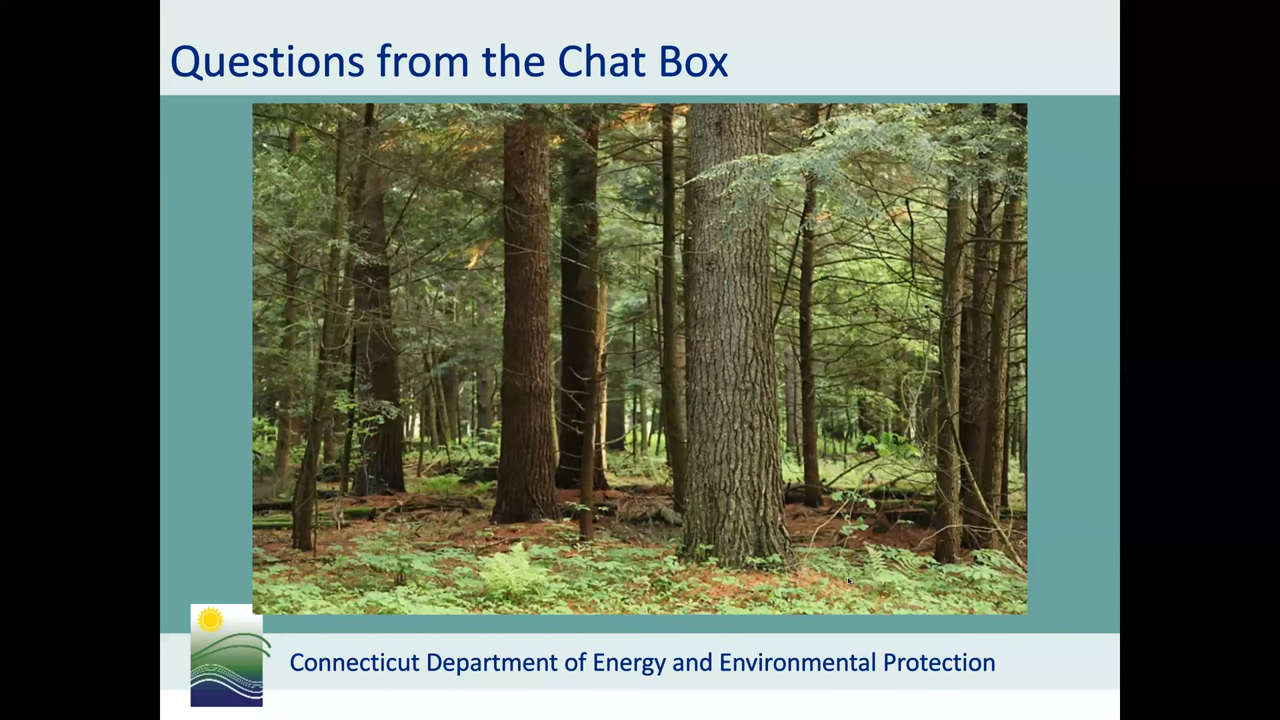 Questions from the Chat Box
Connecticut Department of Energy and Environmental Protection